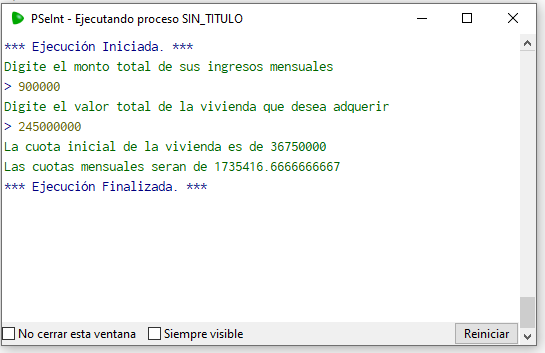 PSeInt - Ejecutando proceso SIN_TITULO
*** Ejecución Iniciada. ***
Digite el monto total de sus ingresos mensuales
> 900000
Digite el valor total de la vivienda que desea adquerir
> 245000000
La cuota inicial de la vivienda es de 36750000
Las cuotas mensuales seran de 1735416.6666666667
*** Ejecución Finalizada. ***
No cerrar esta ventana Siempre visible Reiniciar